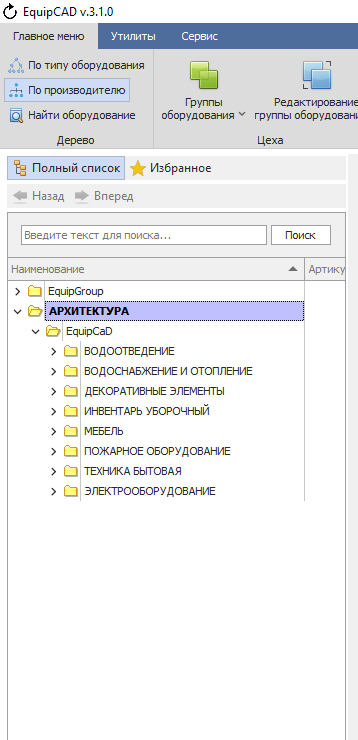 EquipCAD v.3.1.0
Главное меню Утилиты Сервис
По типу оборудования
По производителю
Найти оборудование
Группы
оборудования
Редактирование
группы оборудован
Дерево Цеха
Полный список Избранное
Назад Вперед
Введите текст для поиска... Поиск
Наименование Артику
EquipGroup
АРХИТЕКТУРА
EquipCaD
ВОДООТВЕДЕНИЕ
ВОДОСНАБЖЕНИЕ И ОТОПЛЕНИЕ
ДЕКОРАТИВНЫЕ ЭЛЕМЕНТЫ
ИНВЕНТАРЬ УБОРОЧНЫЙ
МЕБЕЛЬ
ПОЖАРНОЕ ОБОРУДОВАНИЕ
ТЕХНИКА БЫТОВАЯ
ЭЛЕКТРООБОРУДОВАНИЕ